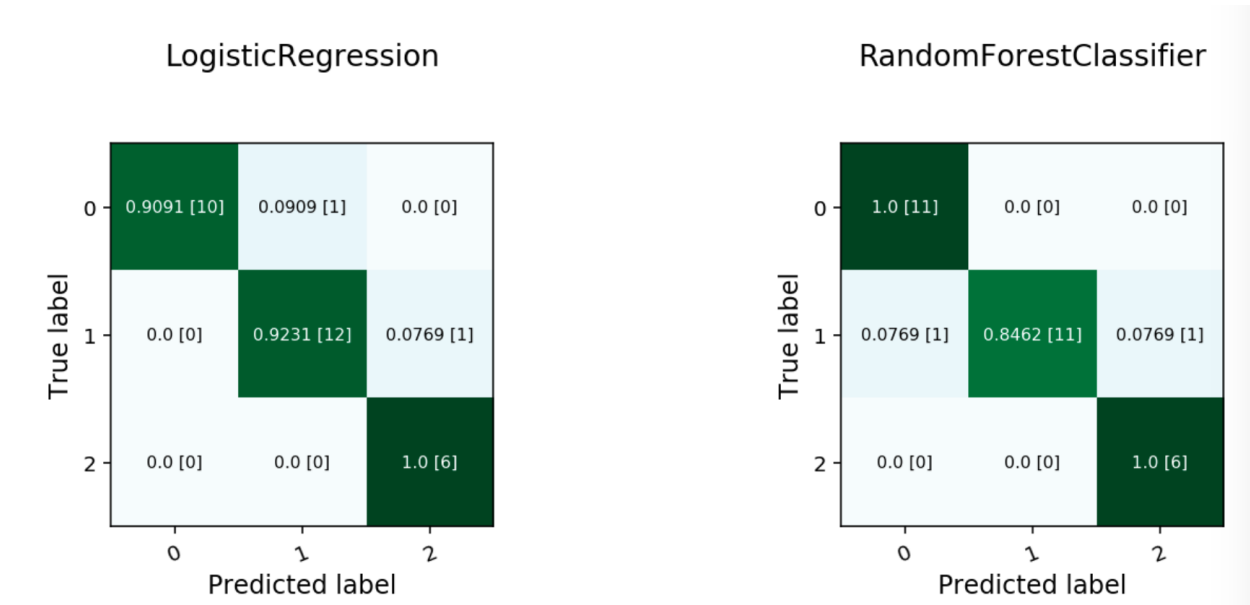 LogisticRegression
0.9091 [10] 0.0909 [1] 0.0 [0]
0.0 [0] 0.9231 [12] 0.0769 [1]
0.0 [0] 0.0 [0] 1.0 [6]
0
1
2
True label
0 1 2
Predicted label
RandomForestClassifier
1.0 [11] 0.0 [0] 0.0 [0]
0.0769 [1] 0.8462 [11] 0.0769 [1]
0.0 [0] 0.0 [0] 1.0 [6]
0
1
2
True label
0 1 2
Predicted label